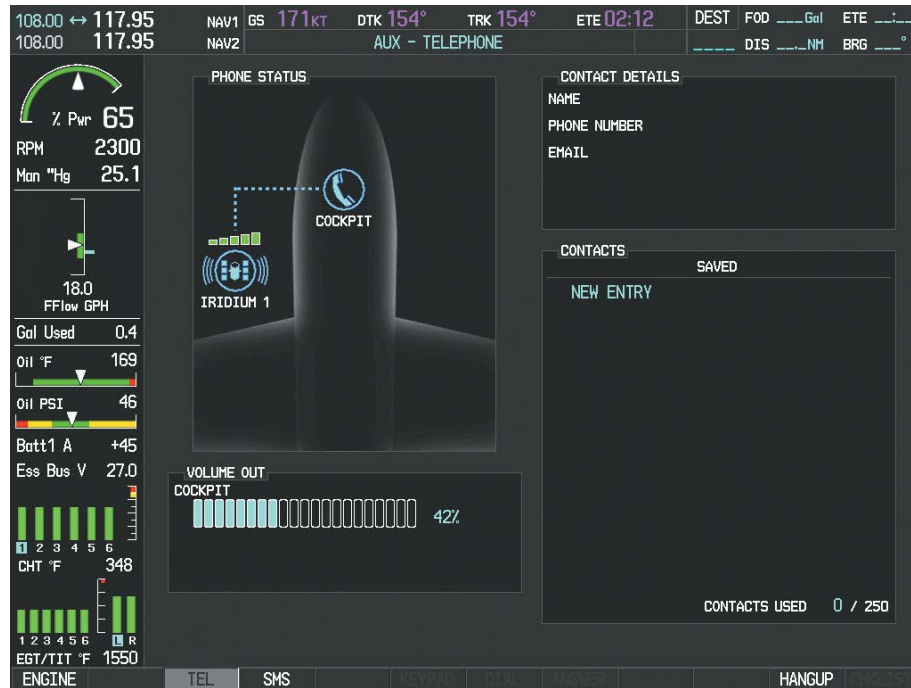 108.00 ↔ 117.95 NAV1 GS 171KT DTK 154° TRK 154° ETE 02:12 DEST FOD ___Gal ETE __:__
108.00 117.95 NAV2 AUX - TELEPHONE ____ DIS __._NM BRG ___°
% Pwr 65
RPM 2300
Man "Hg 25.1
18.0
FFlow GPH
Gal Used 0.4
Oil °F 169
Oil PSI 46
Batt1 A +45
Ess Bus V 27.0
1 2 3 4 5 6
CHT °F 348
1 2 3 4 5 6 L R
EGT/TIT °F 1550
PHONE STATUS
COCKPIT
IRIDIUM 1
VOLUME OUT
COCKPIT
42%
CONTACT DETAILS
NAME
PHONE NUMBER
EMAIL
CONTACTS
SAVED
NEW ENTRY
CONTACTS USED 0 / 250
ENGINE TEL SMS KEYPAD DIAL ANSWER HANGUP CHKLIST